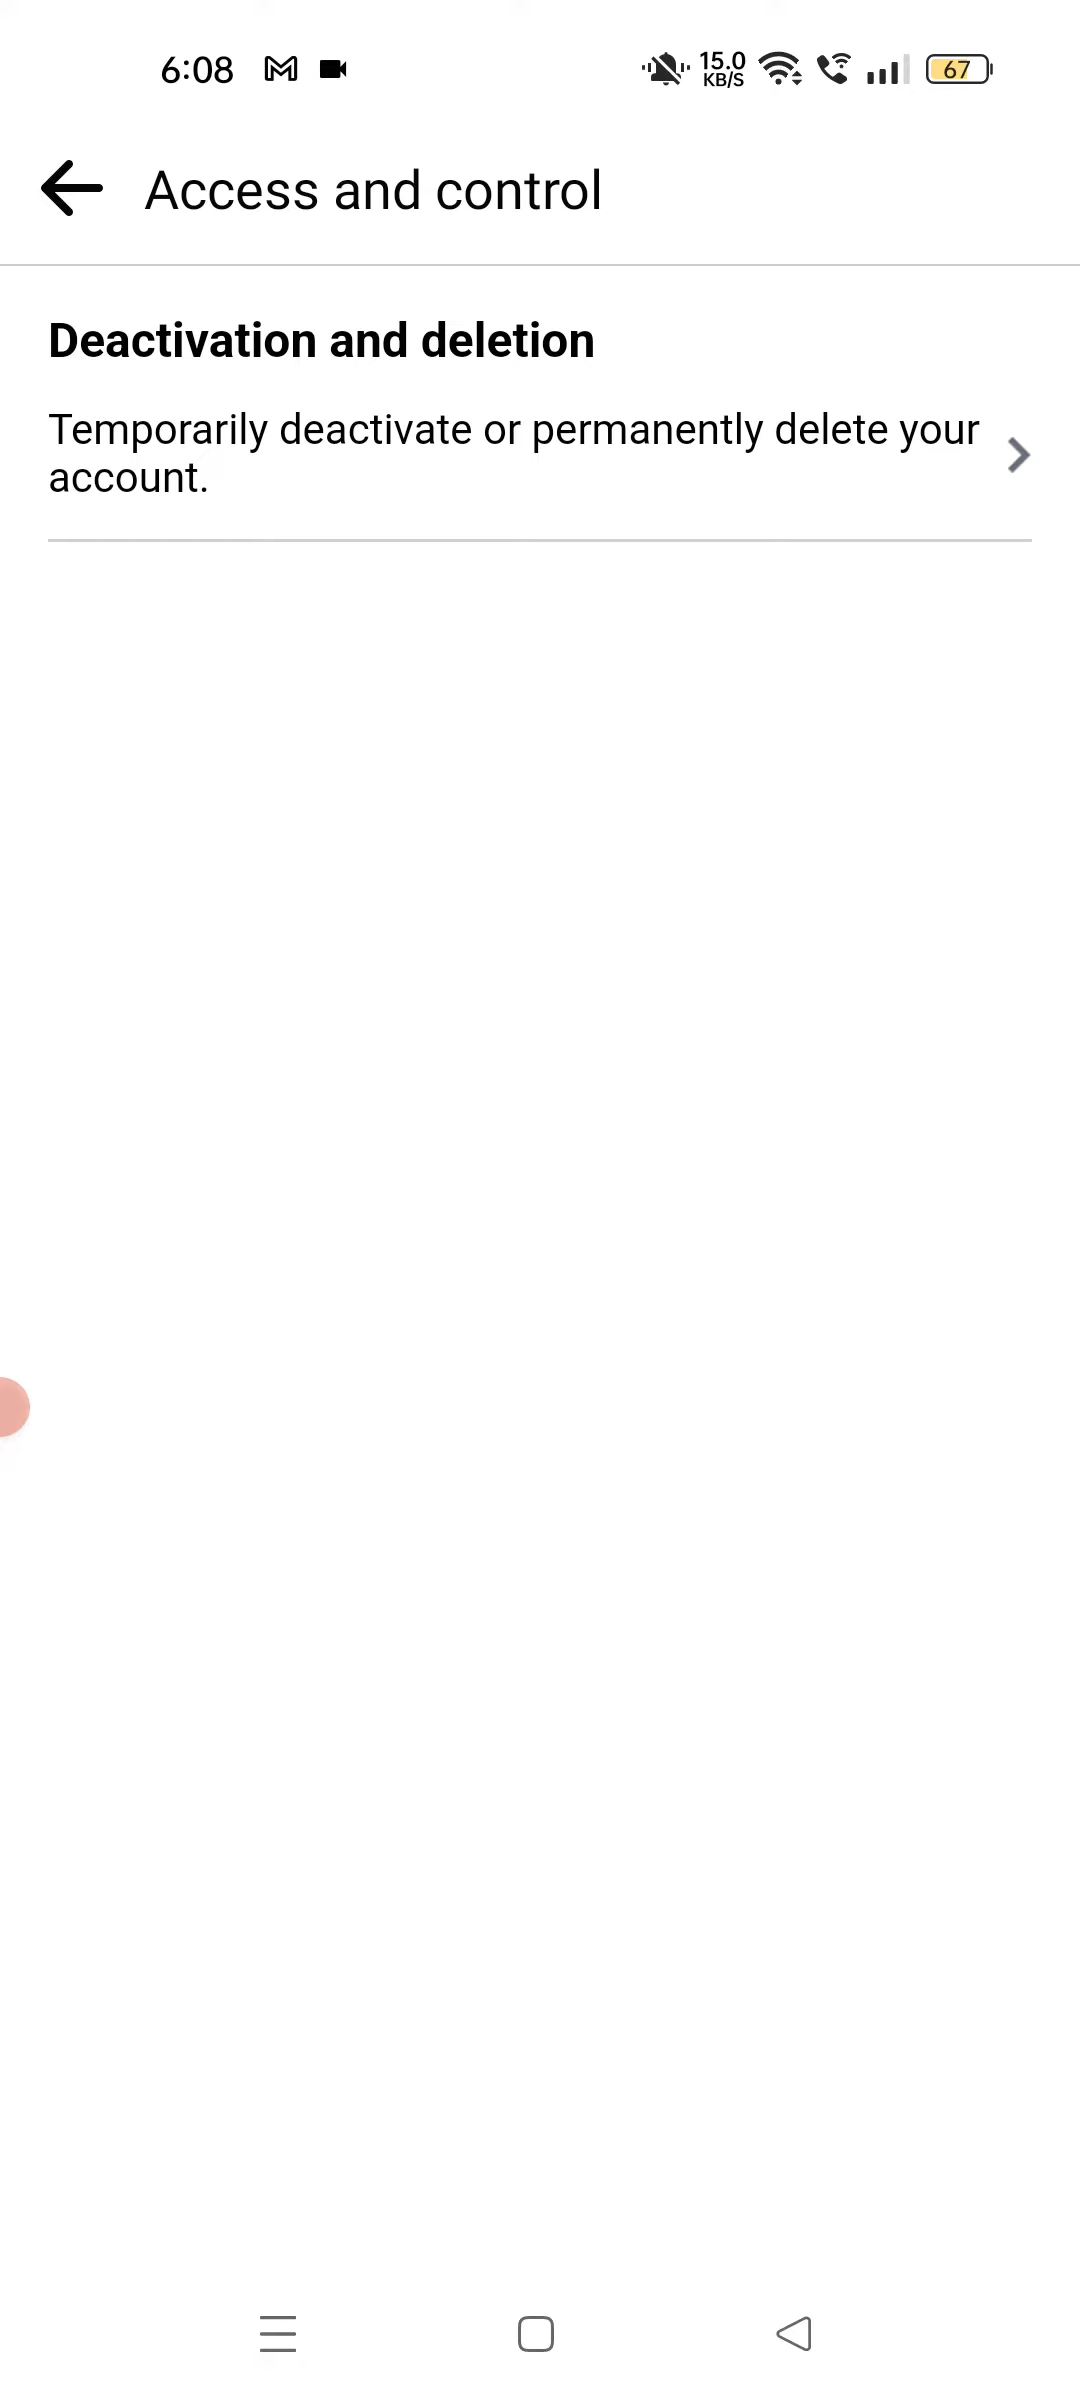 6:08
15.0
KB/S
67
Access and control
Deactivation and deletion
Temporarily deactivate or permanently delete your
account.